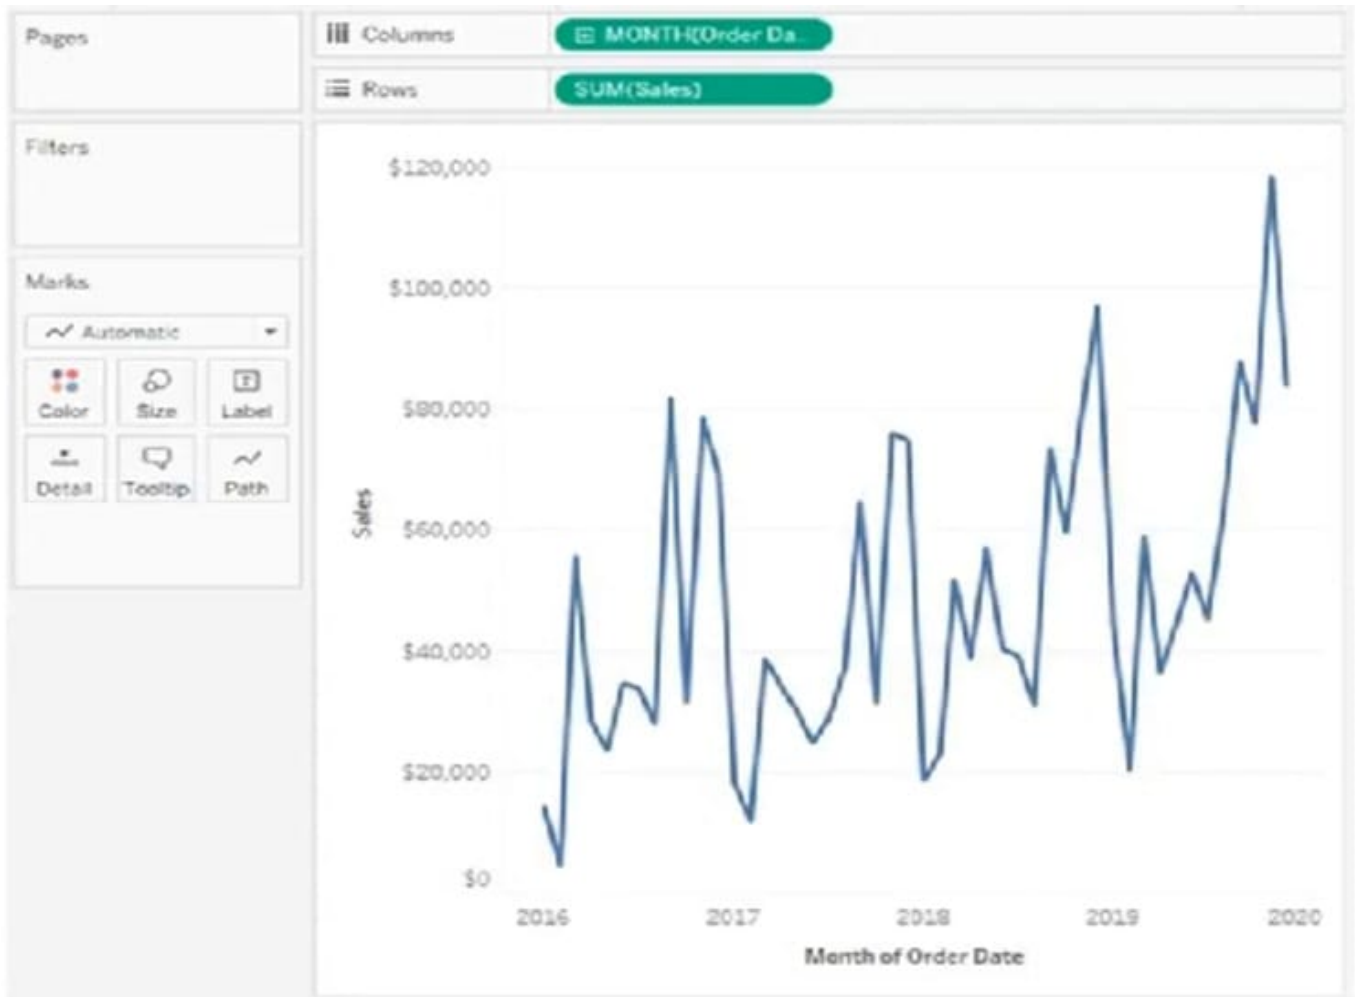 Pages
Columns
MONTH(Order Da..
Rows
SUM(Sales)
Filters
Marks
Automatic
Color Size Label
Detail Tooltip Path
Sales
$120,000
$100,000
$80,000
$60,000
$40,000
$20,000
$0
2016 2017 2018 2019 2020
Month of Order Date